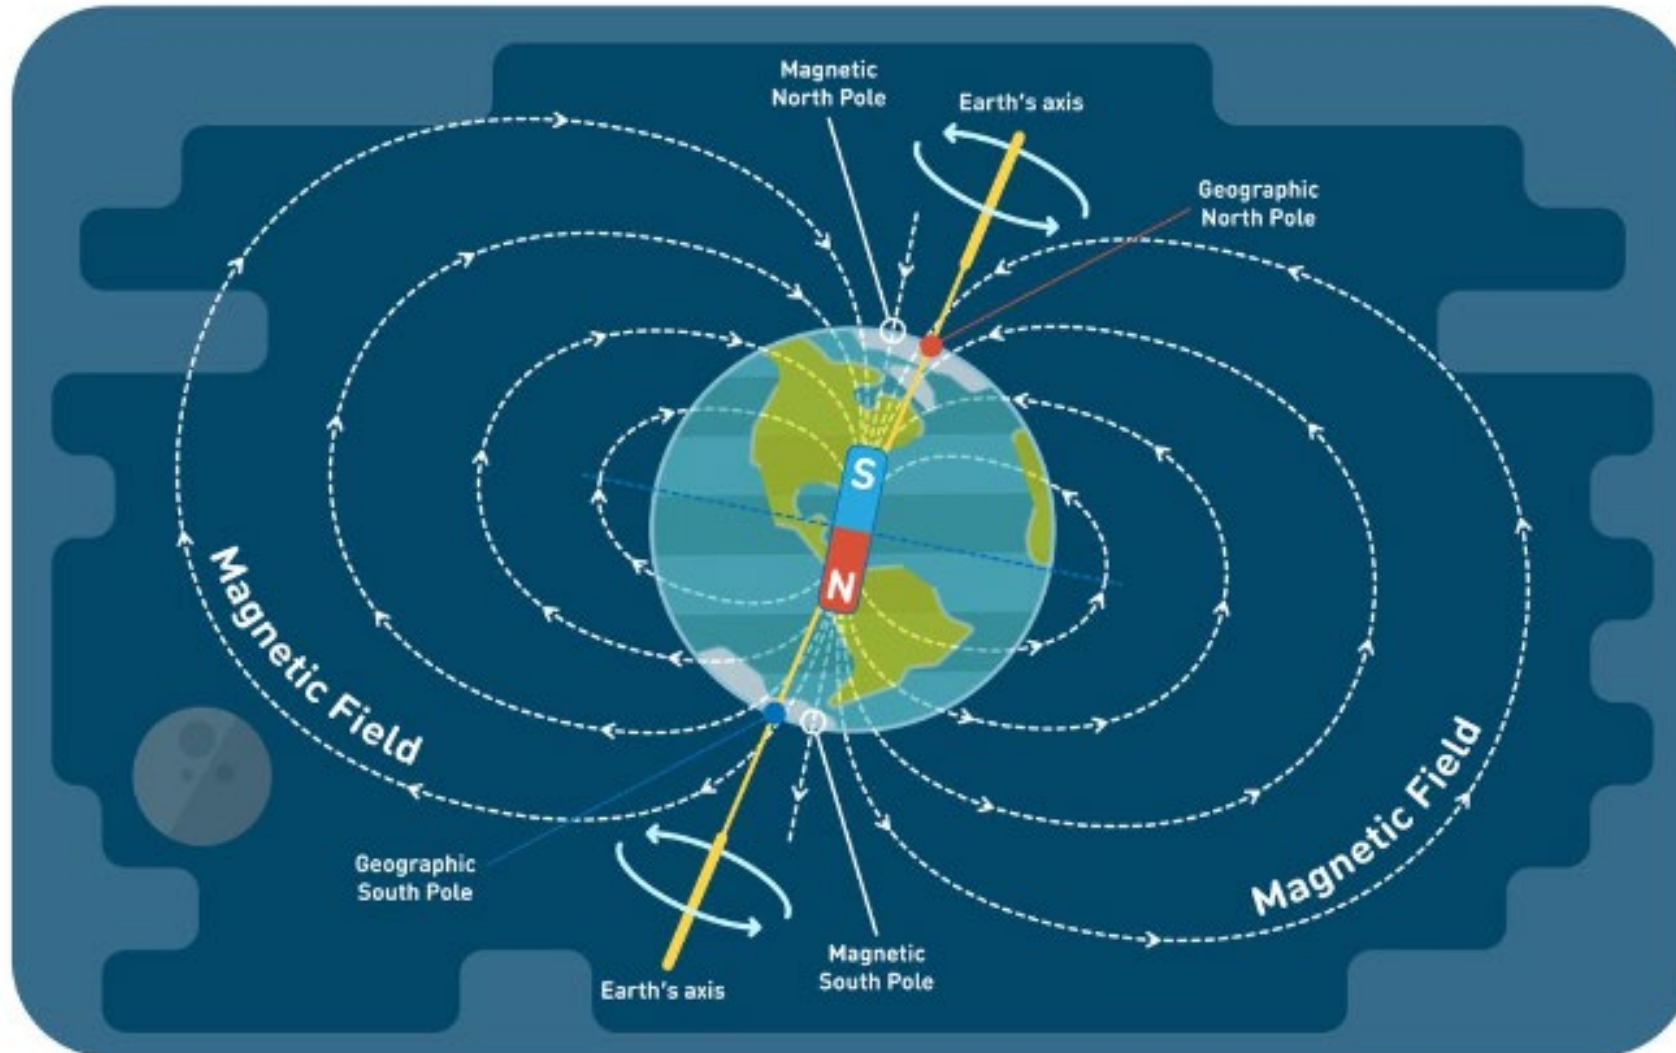 Magnetic
North Pole
Earth's axis
Geographic
North Pole
S
N
Magnetic Field
Magnetic Field
Geographic
South Pole
Magnetic
South Pole
Earth's axis